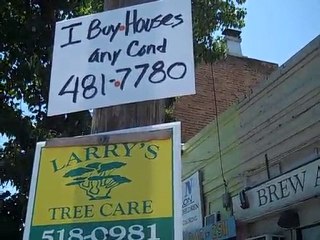 I Buy Houses
any Cond
481-7780
LARRY'S
TREE CARE
518-0981
BREW A